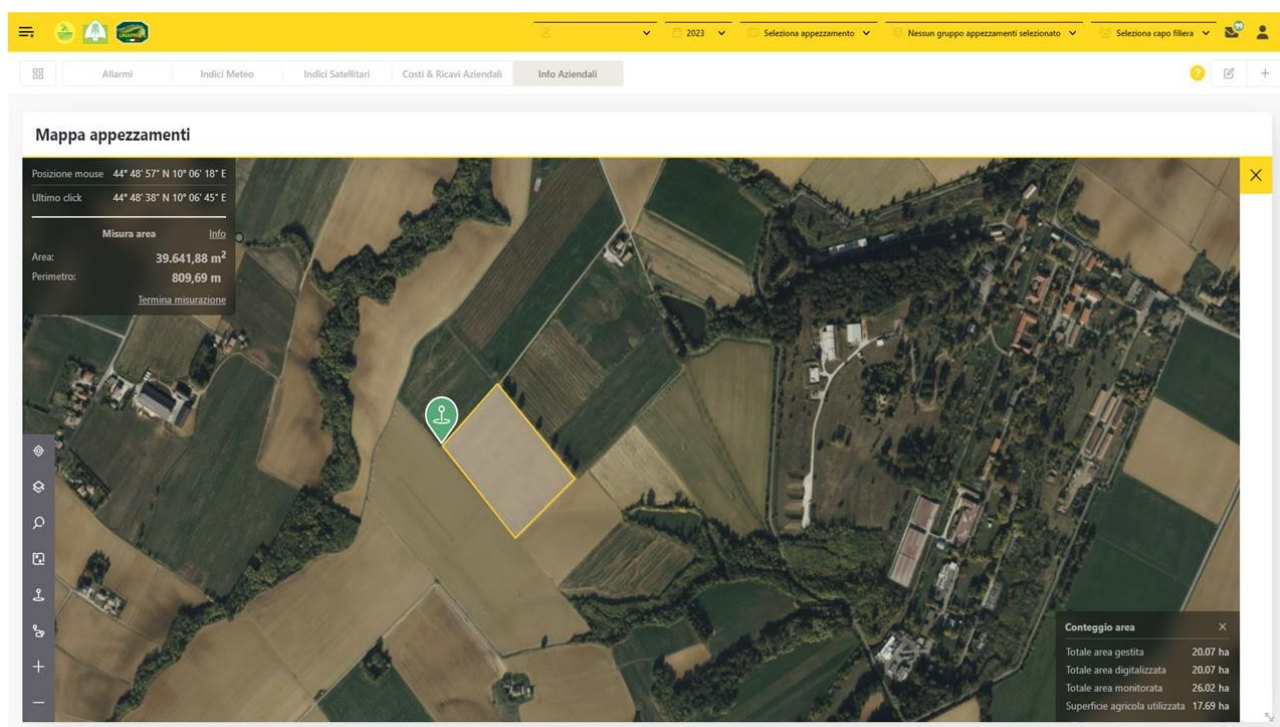 2023
Seleziona appezzamento
Nessun gruppo appezzamenti selezionato
Seleziona capo filiera
99
Allarmi
Indici Meteo
Indici Satellitari
Costi & Ricavi Aziendali
Info Aziendali
?
Mappa appezzamenti
Posizione mouse 44° 48' 57" N 10° 06' 18" E
Ultimo click 44° 48' 38" N 10° 06' 45" E
Misura area Info
Area: 39.641,88 m²
Perimetro: 809,69 m
Termina misurazione
Conteggio area
Totale area gestita 20.07 ha
Totale area digitalizzata 20.07 ha
Totale area monitorata 26.02 ha
Superficie agricola utilizzata 17.69 ha